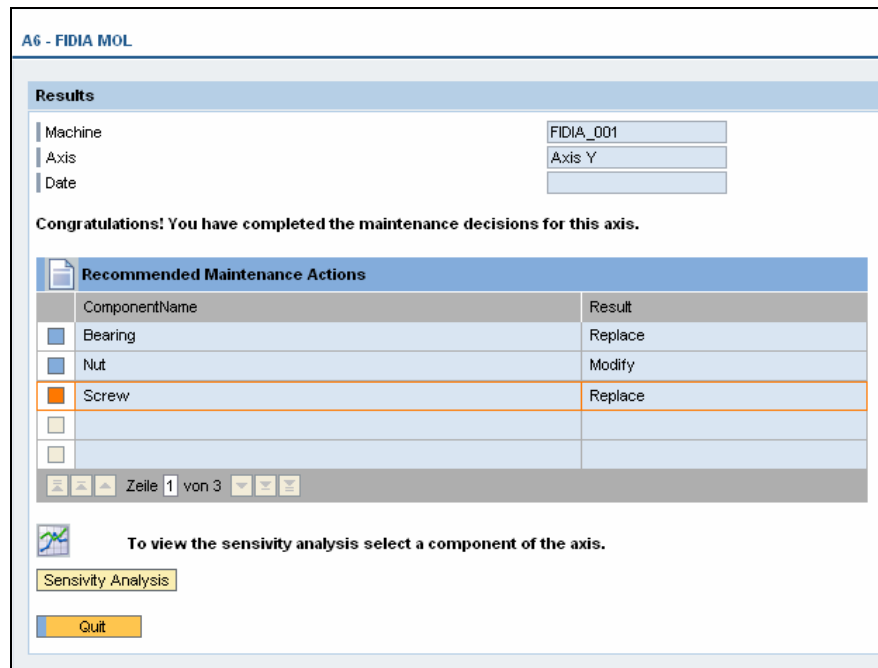 A6 - FIDIA MOL
Results
Machine FIDIA_001
Axis Axis Y
Date
Congratulations! You have completed the maintenance decisions for this axis.
Recommended Maintenance Actions
ComponentName Result
Bearing Replace
Nut Modify
Screw Replace
Zeile 1 von 3
To view the sensivity analysis select a component of the axis.
Sensivity Analysis
Quit